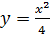 y = x²/4